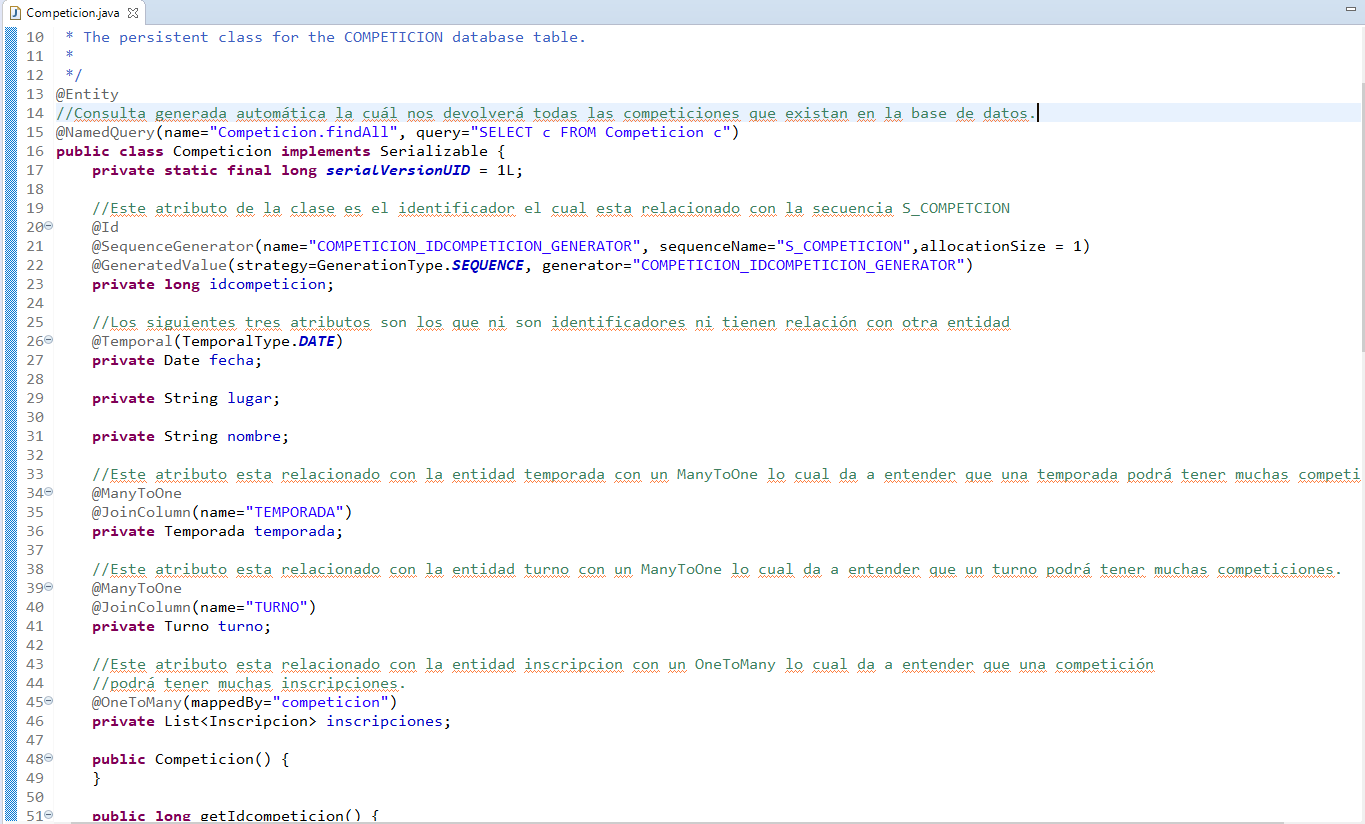 Competicion.java
10 * The persistent class for the COMPETICION database table.
11 *
12 */
13 @Entity
14 //Consulta generada automática la cuál nos devolverá todas las competiciones que existan en la base de datos.
15 @NamedQuery(name="Competicion.findAll", query="SELECT c FROM Competicion c")
16 public class Competicion implements Serializable {
17 private static final long serialVersionUID = 1L;
18
19 //Este atributo de la clase es el identificador el cual esta relacionado con la secuencia S_COMPETCION
20 @Id
21 @SequenceGenerator(name="COMPETICION_IDCOMPETICION_GENERATOR", sequenceName="S_COMPETICION",allocationSize = 1)
22 @GeneratedValue(strategy=GenerationType.SEQUENCE, generator="COMPETICION_IDCOMPETICION_GENERATOR")
23 private long idcompeticion;
24
25 //Los siguientes tres atributos son los que ni son identificadores ni tienen relación con otra entidad
26 @Temporal(TemporalType.DATE)
27 private Date fecha;
28
29 private String lugar;
30
31 private String nombre;
32
33 //Este atributo esta relacionado con la entidad temporada con un ManyToOne lo cual da a entender que una temporada podrá tener muchas competi
34 @ManyToOne
35 @JoinColumn(name="TEMPORADA")
36 private Temporada temporada;
37
38 //Este atributo esta relacionado con la entidad turno con un ManyToOne lo cual da a entender que un turno podrá tener muchas competiciones.
39 @ManyToOne
40 @JoinColumn(name="TURNO")
41 private Turno turno;
42
43 //Este atributo esta relacionado con la entidad inscripcion con un OneToMany lo cual da a entender que una competición
44 //podrá tener muchas inscripciones.
45 @OneToMany(mappedBy="competicion")
46 private List<Inscripcion> inscripciones;
47
48 public Competicion() {
49 }
50
51 public long getIdcompeticion() {